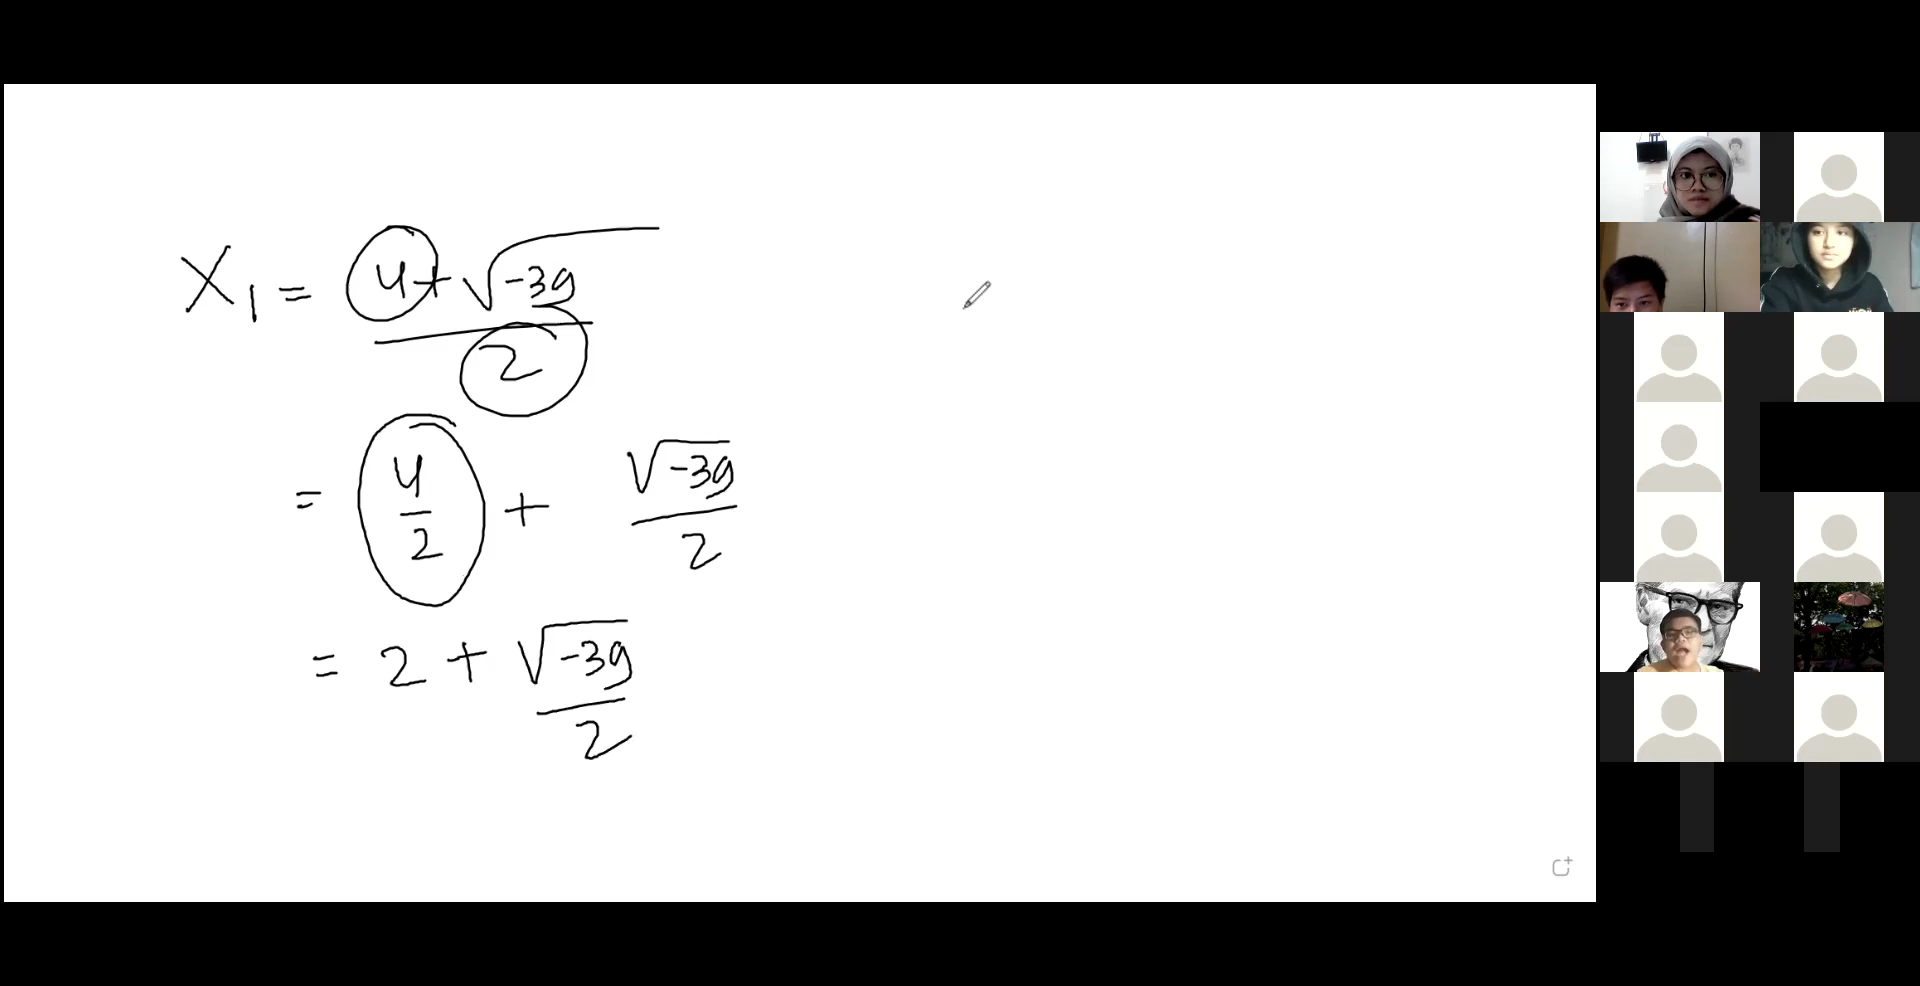 X₁ = 4+√-39
2
= 4/2 + √-39/2
= 2 + √-39/2